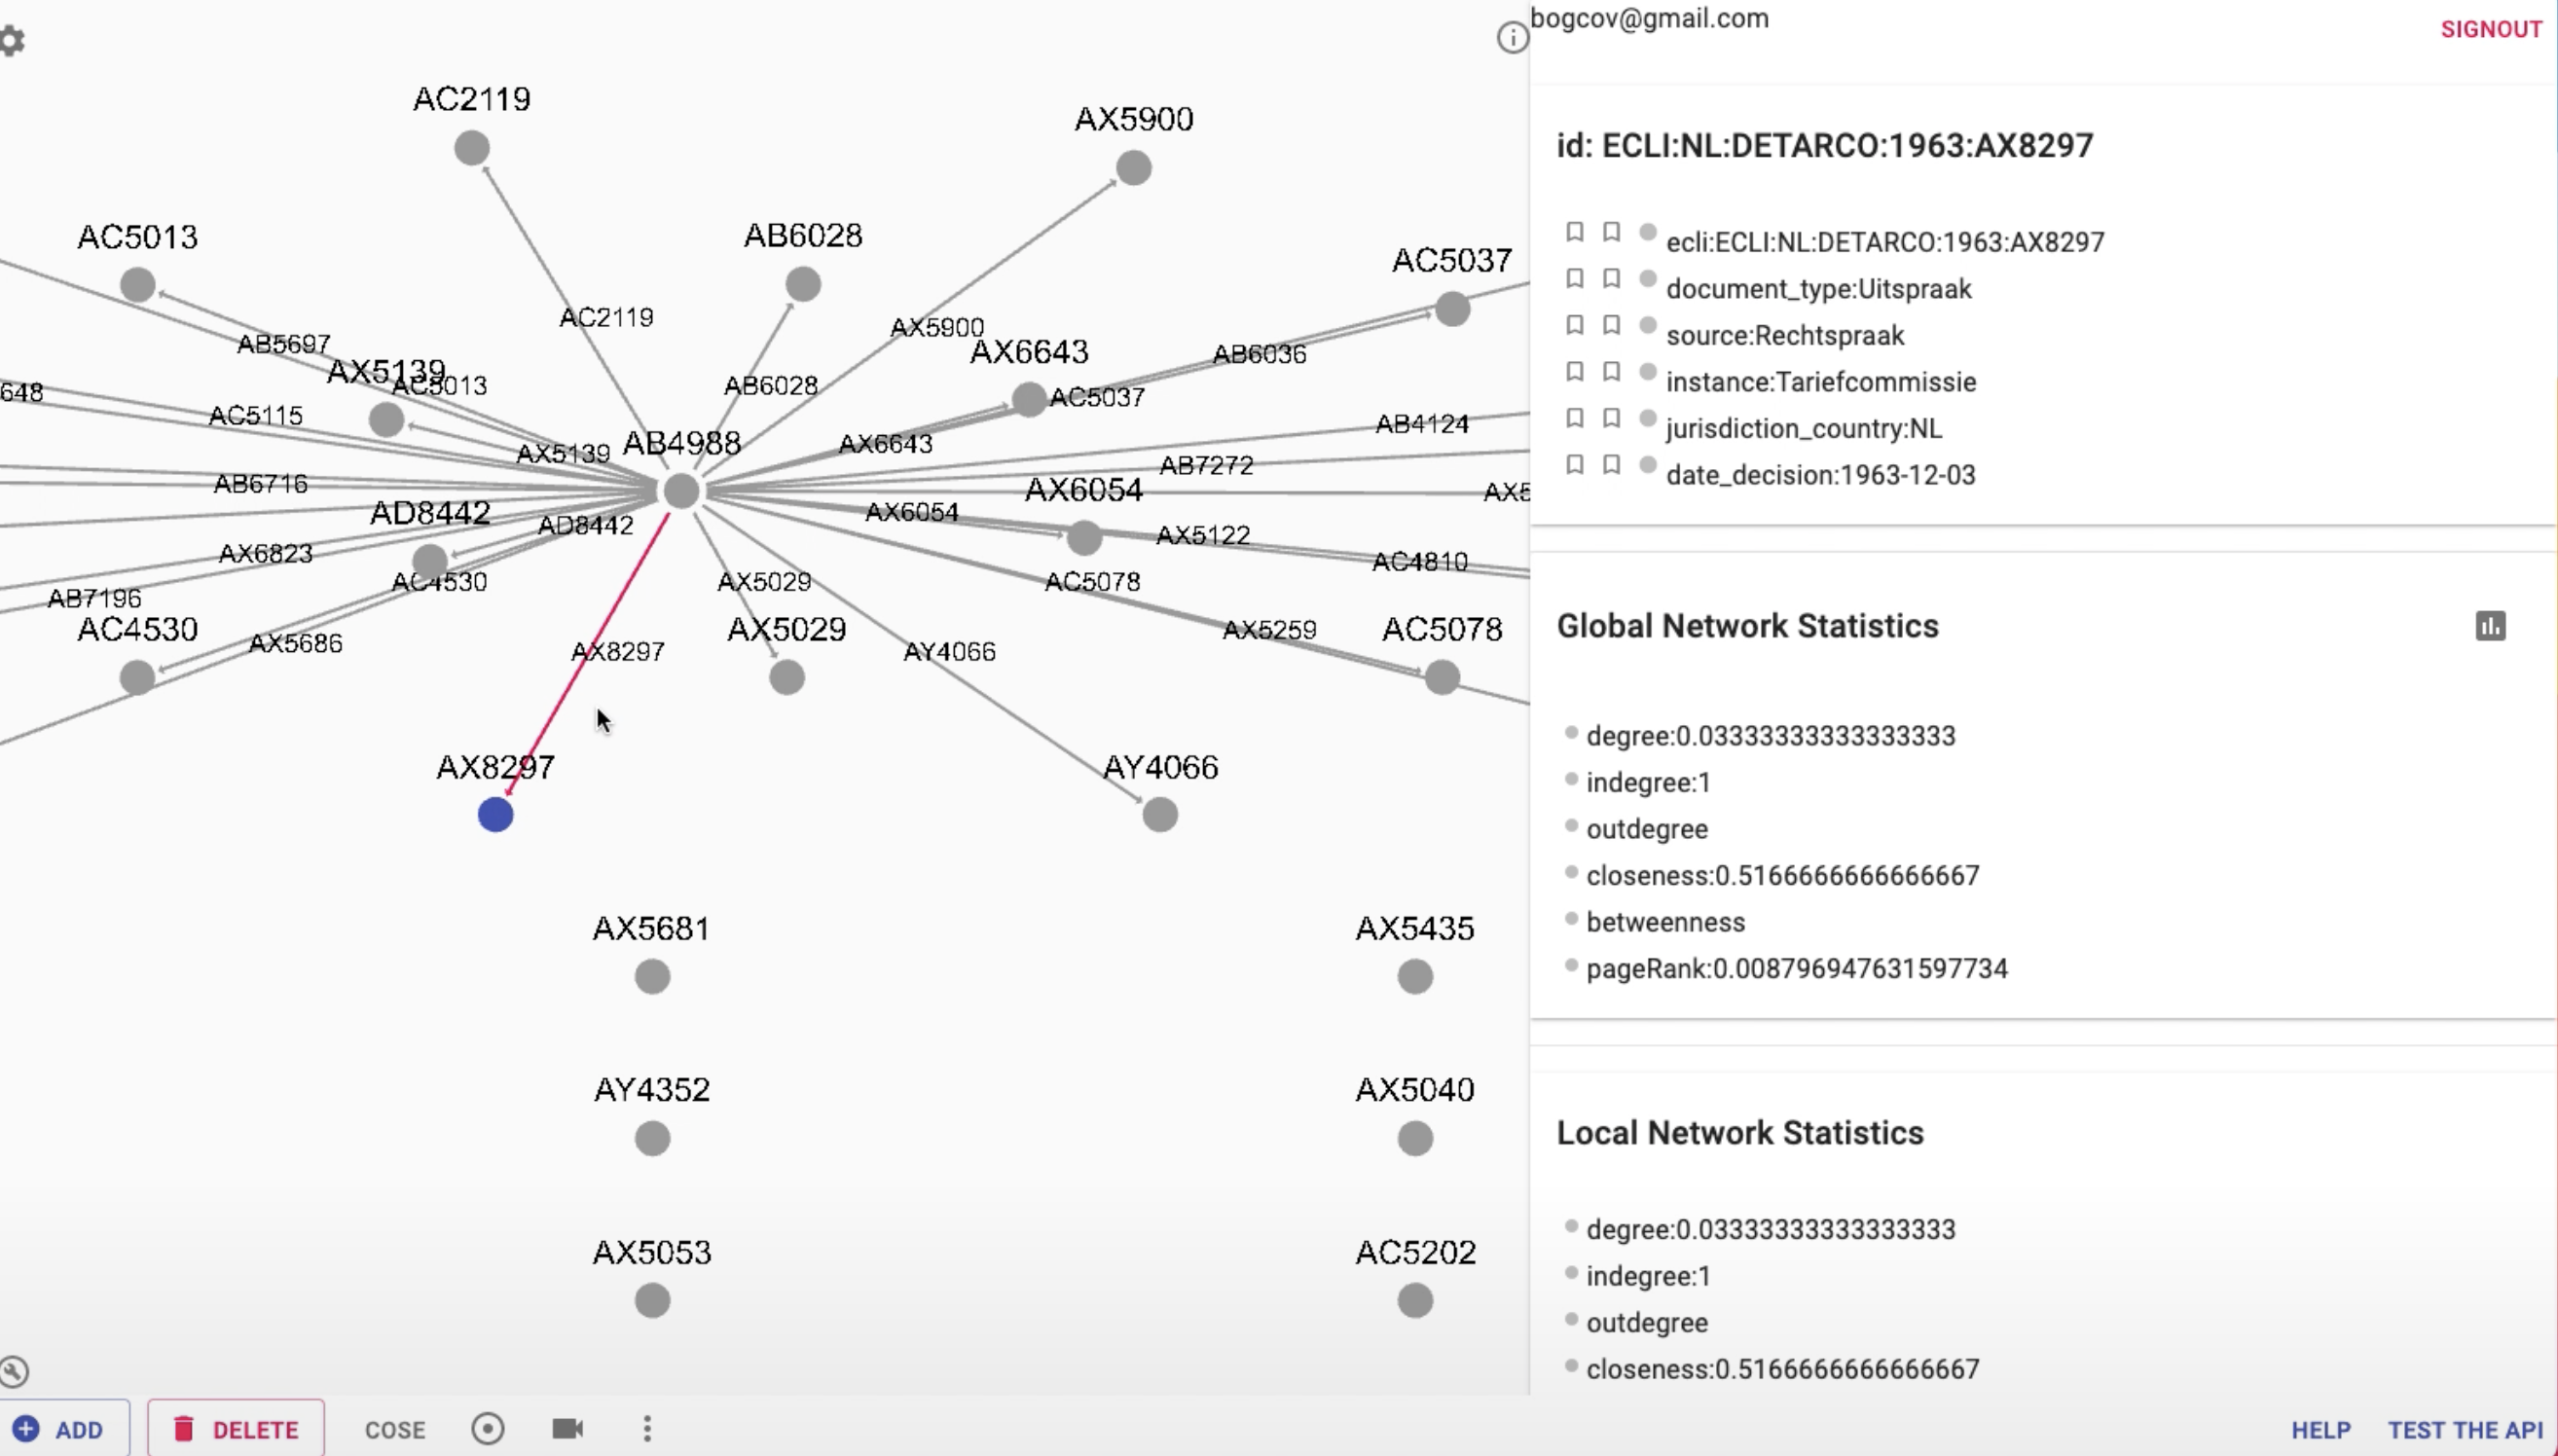 bogcov@gmail.com
SIGNOUT
AC2119
AX5900
AC5013
AB6028
AC5037
AC2119
AX5900
AB5697
AX6643
AB6036
AX5139
AC5013
AB6028
AC5037
648
AC5115
AB4124
AX5139
AB4988
AX6643
AB7272
AB6716
AX6054
AX5
AD8442
AD8442
AX6054
AX5122
AX6823
AC4530
AX5029
AC5078
AC4810
AB7196
AC4530
AX5686
AX8297
AX5029
AY4066
AX5259
AC5078
AX8297
AY4066
AX5681
AX5435
AY4352
AX5040
AX5053
AC5202
id: ECLI:NL:DETARCO:1963:AX8297
ecli:ECLI:NL:DETARCO:1963:AX8297
document_type:Uitspraak
source:Rechtspraak
instance:Tariefcommissie
jurisdiction_country:NL
date_decision:1963-12-03
Global Network Statistics
degree:0.03333333333333333
indegree:1
outdegree
closeness:0.5166666666666667
betweenness
pageRank:0.008796947631597734
Local Network Statistics
degree:0.03333333333333333
indegree:1
outdegree
closeness:0.5166666666666667
ADD
DELETE
COSE
HELP
TEST THE API